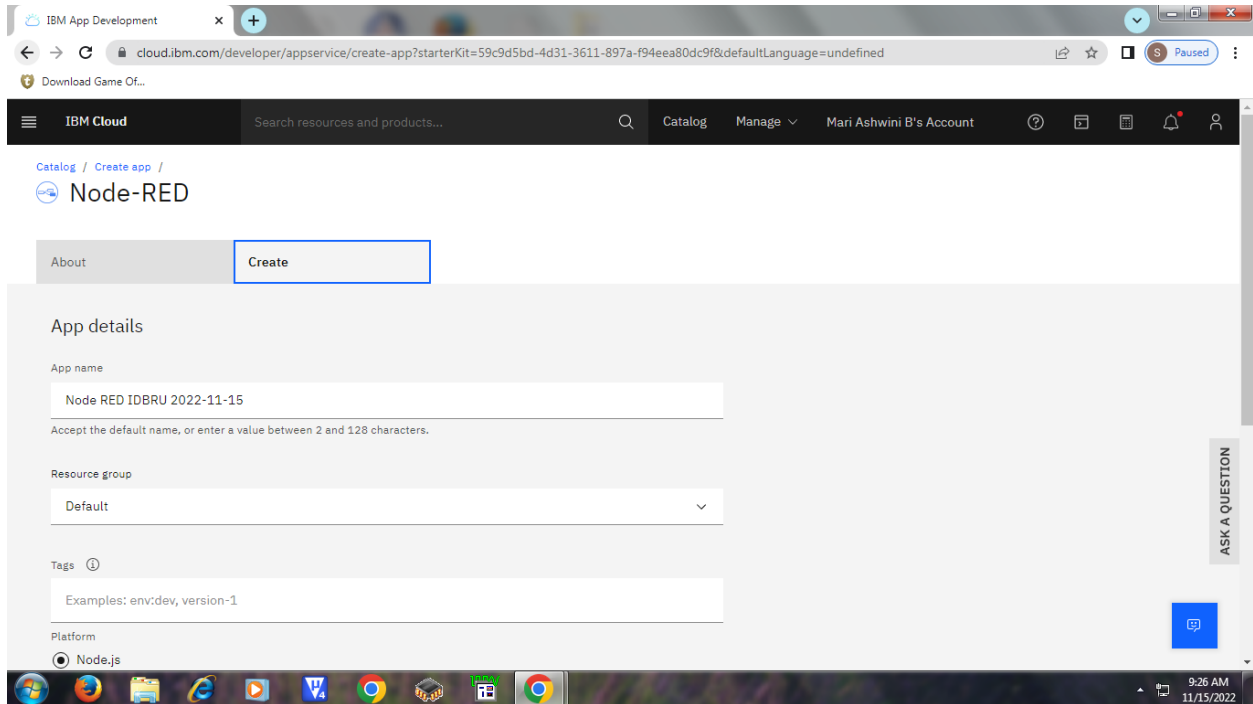 IBM App Development
cloud.ibm.com/developer/appservice/create-app?starterKit=59c9d5bd-4d31-3611-897a-f94eea80dc9f&defaultLanguage=undefined
S Paused
Download Game Of...
IBM Cloud Search resources and products... Catalog Manage Mari Ashwini B's Account
Catalog / Create app /
Node-RED
About Create
App details
App name
Node RED IDBRU 2022-11-15
Accept the default name, or enter a value between 2 and 128 characters.
Resource group
Default
Tags
Examples: env:dev, version-1
Platform
Node.js
ASK A QUESTION
9:26 AM
11/15/2022